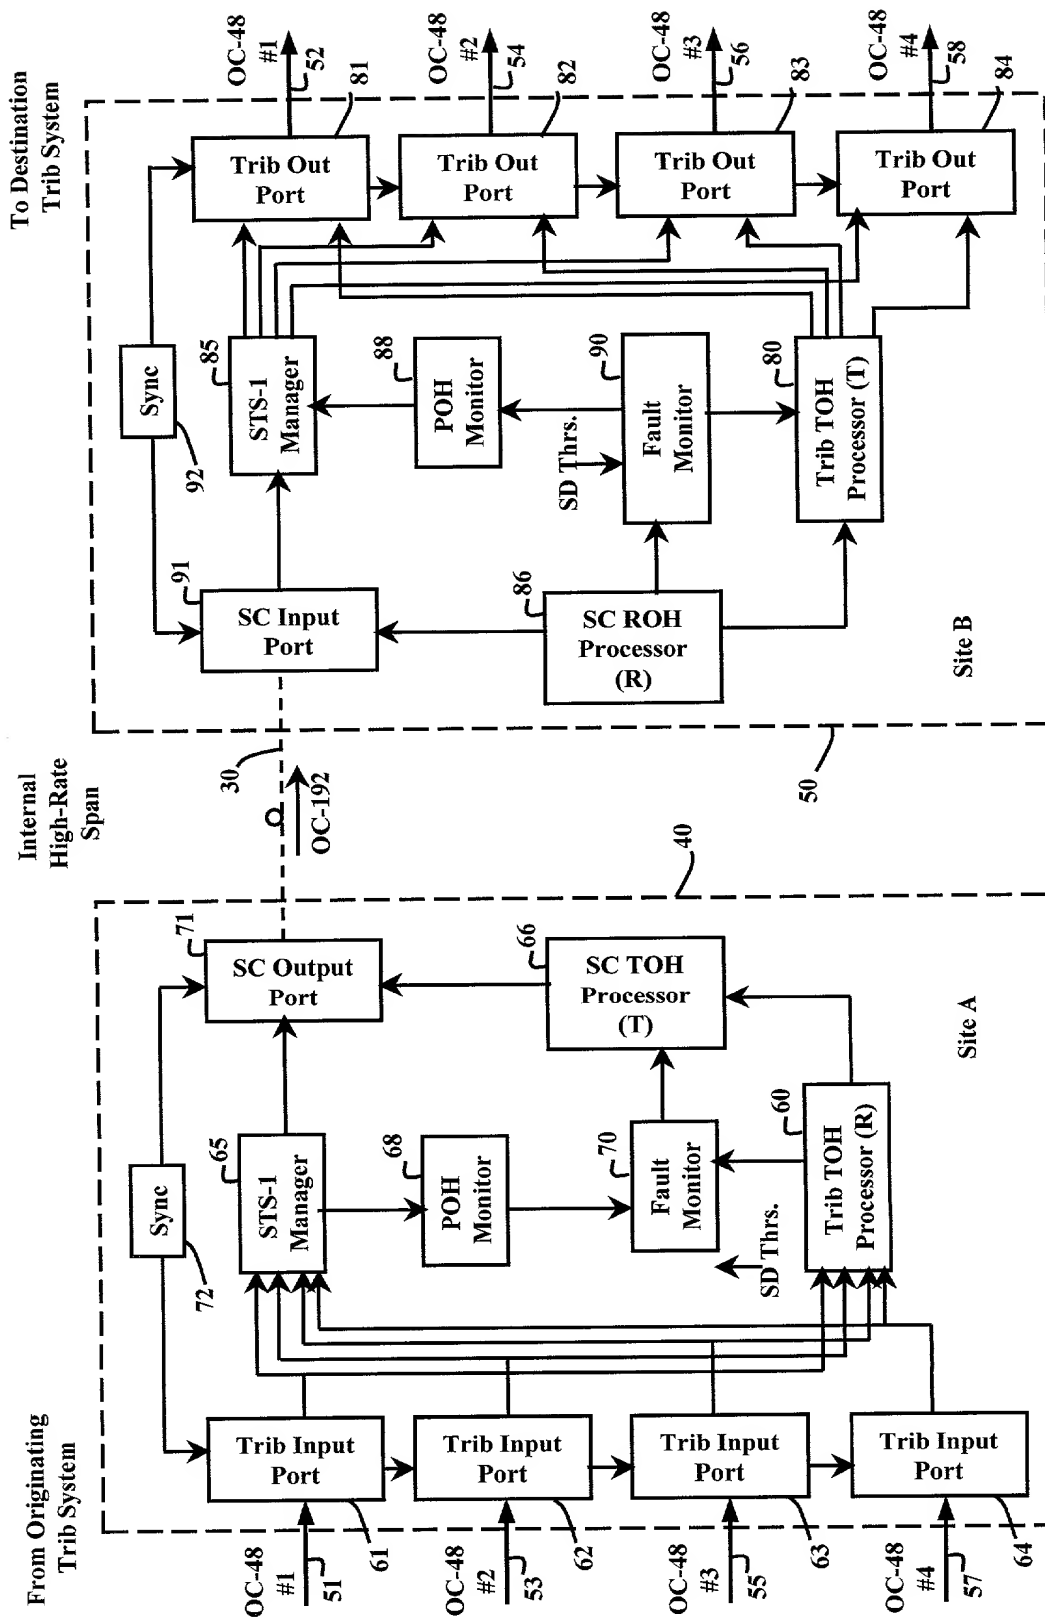 From Originating
Trib System
Internal
High-Rate
Span
To Destination
Trib System
OC-48
#1
51
Trib Input
Port
61
OC-48
#2
53
Trib Input
Port
62
OC-48
#3
55
Trib Input
Port
63
OC-48
#4
57
Trib Input
Port
64
Sync
72
STS-1
Manager
65
POH
Monitor
68
Fault
Monitor
70
SD Thrs.
Trib TOH
Processor (R)
60
SC Output
Port
71
SC TOH
Processor
(T)
66
Site A
40
30
OC-192
50
SC Input
Port
91
SC ROH
Processor
(R)
86
Site B
Sync
92
STS-1
Manager
85
POH
Monitor
88
SD Thrs.
Fault
Monitor
90
Trib TOH
Processor (T)
80
Trib Out
Port
81
OC-48
#1
52
Trib Out
Port
82
OC-48
#2
54
Trib Out
Port
83
OC-48
#3
56
Trib Out
Port
84
OC-48
#4
58